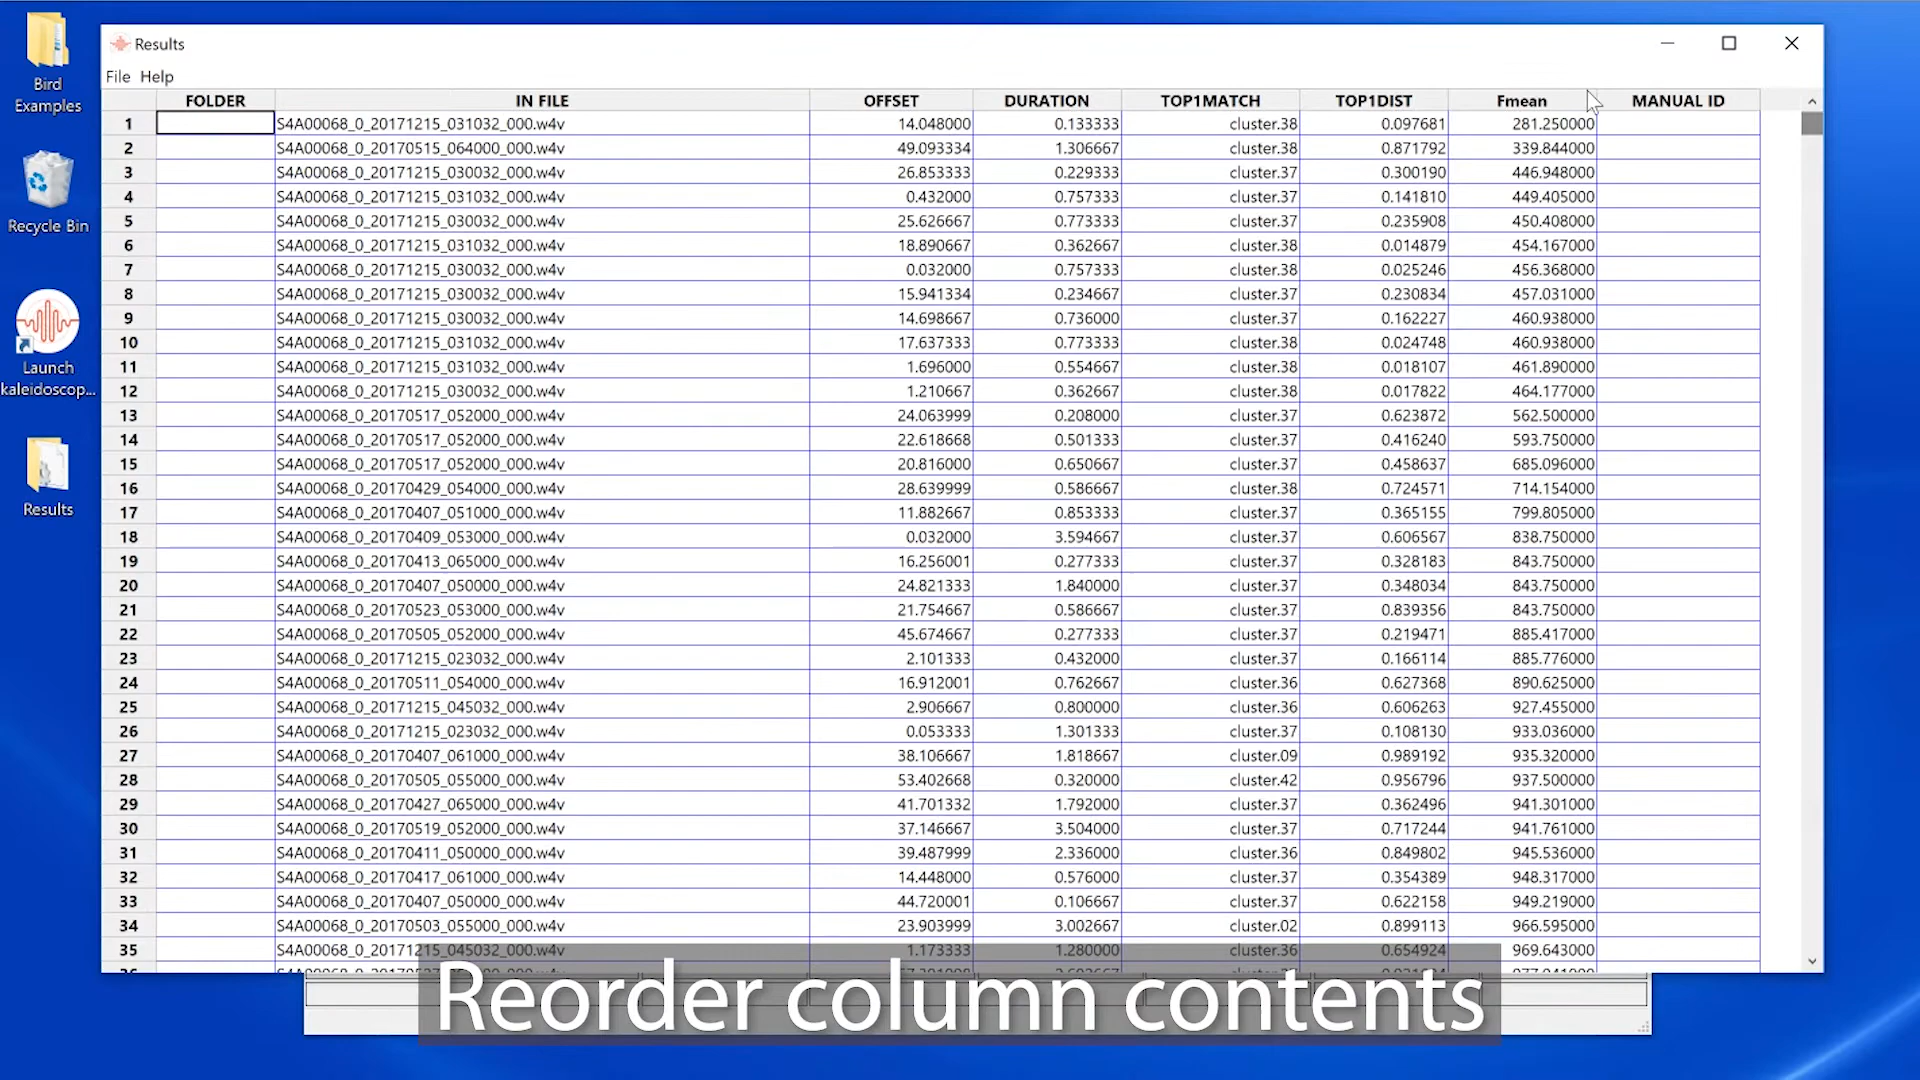 Bird
Examples
Recycle Bin
Launch
kaleidoscop...
Results
Results
File Help
FOLDER IN FILE OFFSET DURATION TOP1MATCH TOP1DIST Fmean MANUAL ID
1 S4A00068_0_20171215_031032_000.w4v 14.048000 0.133333 cluster.38 0.097681 281.250000
2 S4A00068_0_20170515_064000_000.w4v 49.093334 1.306667 cluster.38 0.871792 339.844000
3 S4A00068_0_20171215_030032_000.w4v 26.853333 0.229333 cluster.37 0.300190 446.948000
4 S4A00068_0_20171215_031032_000.w4v 0.432000 0.757333 cluster.37 0.141810 449.405000
5 S4A00068_0_20171215_030032_000.w4v 25.626667 0.773333 cluster.37 0.235908 450.408000
6 S4A00068_0_20171215_031032_000.w4v 18.890667 0.362667 cluster.38 0.014879 454.167000
7 S4A00068_0_20171215_030032_000.w4v 0.032000 0.757333 cluster.38 0.025246 456.368000
8 S4A00068_0_20171215_030032_000.w4v 15.941334 0.234667 cluster.37 0.230834 457.031000
9 S4A00068_0_20171215_030032_000.w4v 14.698667 0.736000 cluster.37 0.162227 460.938000
10 S4A00068_0_20171215_031032_000.w4v 17.637333 0.773333 cluster.38 0.024748 460.938000
11 S4A00068_0_20171215_031032_000.w4v 1.696000 0.554667 cluster.38 0.018107 461.890000
12 S4A00068_0_20171215_030032_000.w4v 1.210667 0.362667 cluster.38 0.017822 464.177000
13 S4A00068_0_20170517_052000_000.w4v 24.063999 0.208000 cluster.37 0.623872 562.500000
14 S4A00068_0_20170517_052000_000.w4v 22.618668 0.501333 cluster.37 0.416240 593.750000
15 S4A00068_0_20170517_052000_000.w4v 20.816000 0.650667 cluster.37 0.458637 685.096000
16 S4A00068_0_20170429_054000_000.w4v 28.639999 0.586667 cluster.38 0.724571 714.154000
17 S4A00068_0_20170407_051000_000.w4v 11.882667 0.853333 cluster.37 0.365155 799.805000
18 S4A00068_0_20170409_053000_000.w4v 0.032000 3.594667 cluster.37 0.606567 838.750000
19 S4A00068_0_20170413_065000_000.w4v 16.256001 0.277333 cluster.37 0.328183 843.750000
20 S4A00068_0_20170407_050000_000.w4v 24.821333 1.840000 cluster.37 0.348034 843.750000
21 S4A00068_0_20170523_053000_000.w4v 21.754667 0.586667 cluster.37 0.839356 843.750000
22 S4A00068_0_20170505_052000_000.w4v 45.674667 0.277333 cluster.37 0.219471 885.417000
23 S4A00068_0_20171215_023032_000.w4v 2.101333 0.432000 cluster.37 0.166114 885.776000
24 S4A00068_0_20170511_054000_000.w4v 16.912001 0.762667 cluster.36 0.627368 890.625000
25 S4A00068_0_20171215_045032_000.w4v 2.906667 0.800000 cluster.36 0.606263 927.455000
26 S4A00068_0_20171215_023032_000.w4v 0.053333 1.301333 cluster.37 0.108130 933.036000
27 S4A00068_0_20170407_061000_000.w4v 38.106667 1.818667 cluster.09 0.989192 935.320000
28 S4A00068_0_20170505_055000_000.w4v 53.402668 0.320000 cluster.42 0.956796 937.500000
29 S4A00068_0_20170427_065000_000.w4v 41.701332 1.792000 cluster.37 0.362496 941.301000
30 S4A00068_0_20170519_052000_000.w4v 37.146667 3.504000 cluster.37 0.717244 941.761000
31 S4A00068_0_20170411_050000_000.w4v 39.487999 2.336000 cluster.36 0.849802 945.536000
32 S4A00068_0_20170417_061000_000.w4v 14.448000 0.576000 cluster.37 0.354389 948.317000
33 S4A00068_0_20170407_050000_000.w4v 44.720001 0.106667 cluster.37 0.622158 949.219000
34 S4A00068_0_20170503_055000_000.w4v 23.903999 3.002667 cluster.02 0.899113 966.595000
35 S4A00068_0_20171215_045032_000.w4v 1.173333 1.280000 cluster.36 0.654924 969.643000
Reorder column contents